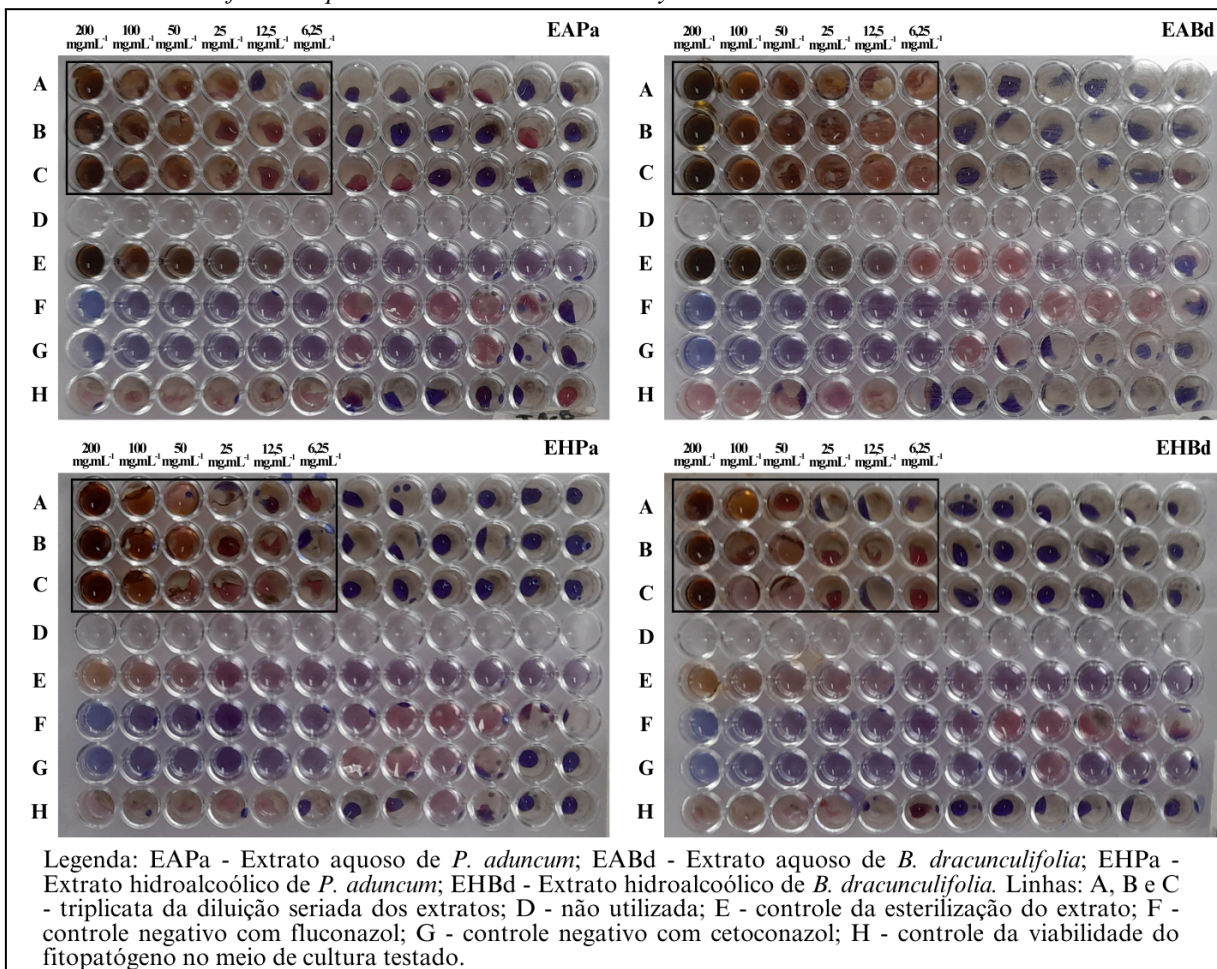 EAPa
EABd
200 100 50 25 12,5 6,25
mg.mL-1 mg.mL-1 mg.mL-1 mg.mL-1 mg.mL-1 mg.mL-1
200 100 50 25 12,5 6,25
mg.mL-1 mg.mL-1 mg.mL-1 mg.mL-1 mg.mL-1 mg.mL-1
A
B
C
D
E
F
G
H
A
B
C
D
E
F
G
H
EHPa
EHBd
200 100 50 25 12,5 6,25
mg.mL-1 mg.mL-1 mg.mL-1 mg.mL-1 mg.mL-1 mg.mL-1
200 100 50 25 12,5 6,25
mg.mL-1 mg.mL-1 mg.mL-1 mg.mL-1 mg.mL-1 mg.mL-1
A
B
C
D
E
F
G
H
A
B
C
D
E
F
G
H
Legenda: EAPa - Extrato aquoso de P. aduncum; EABd - Extrato aquoso de B. dracunculifolia; EHPa -
Extrato hidroalcoólico de P. aduncum; EHBd - Extrato hidroalcoólico de B. dracunculifolia. Linhas: A, B e C
- triplicata da diluição seriada dos extratos; D - não utilizada; E - controle da esterilização do extrato; F -
controle negativo com fluconazol; G - controle negativo com cetoconazol; H - controle da viabilidade do
fitopatógeno no meio de cultura testado.